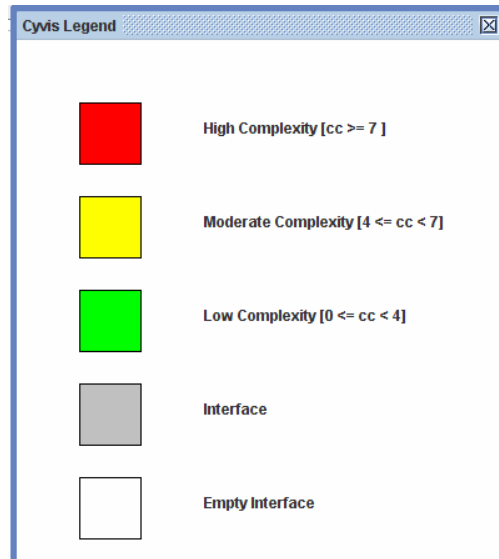 Cyvis Legend
High Complexity [cc >= 7 ]
Moderate Complexity [4 <= cc < 7]
Low Complexity [0 <= cc < 4]
Interface
Empty Interface